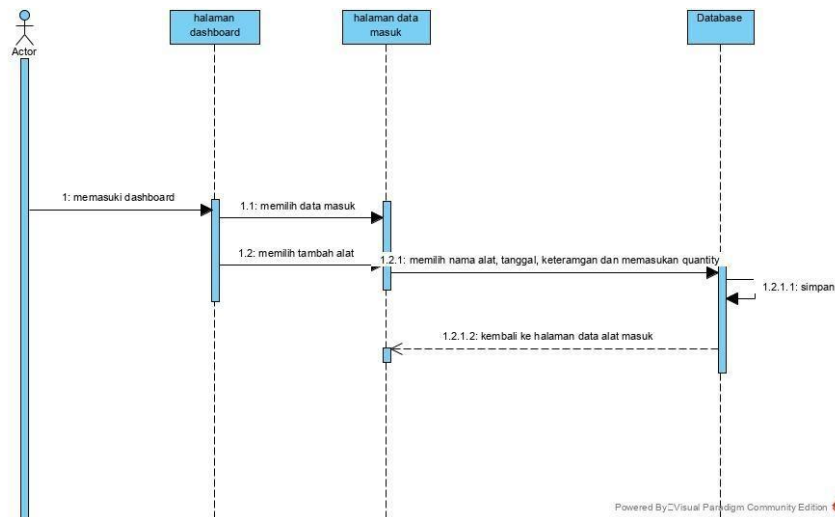 halaman
dashboard
halaman data
masuk
Database
Actor
1: memasuki dashboard
1.1: memilih data masuk
1.2: memilih tambah alat
1.2.1: memilih nama alat, tanggal, keteramgan dan memasukan quantity
1.2.1.1: simpan
1.2.1.2: kembali ke halaman data alat masuk
Powered By Visual Paradigm Community Edition